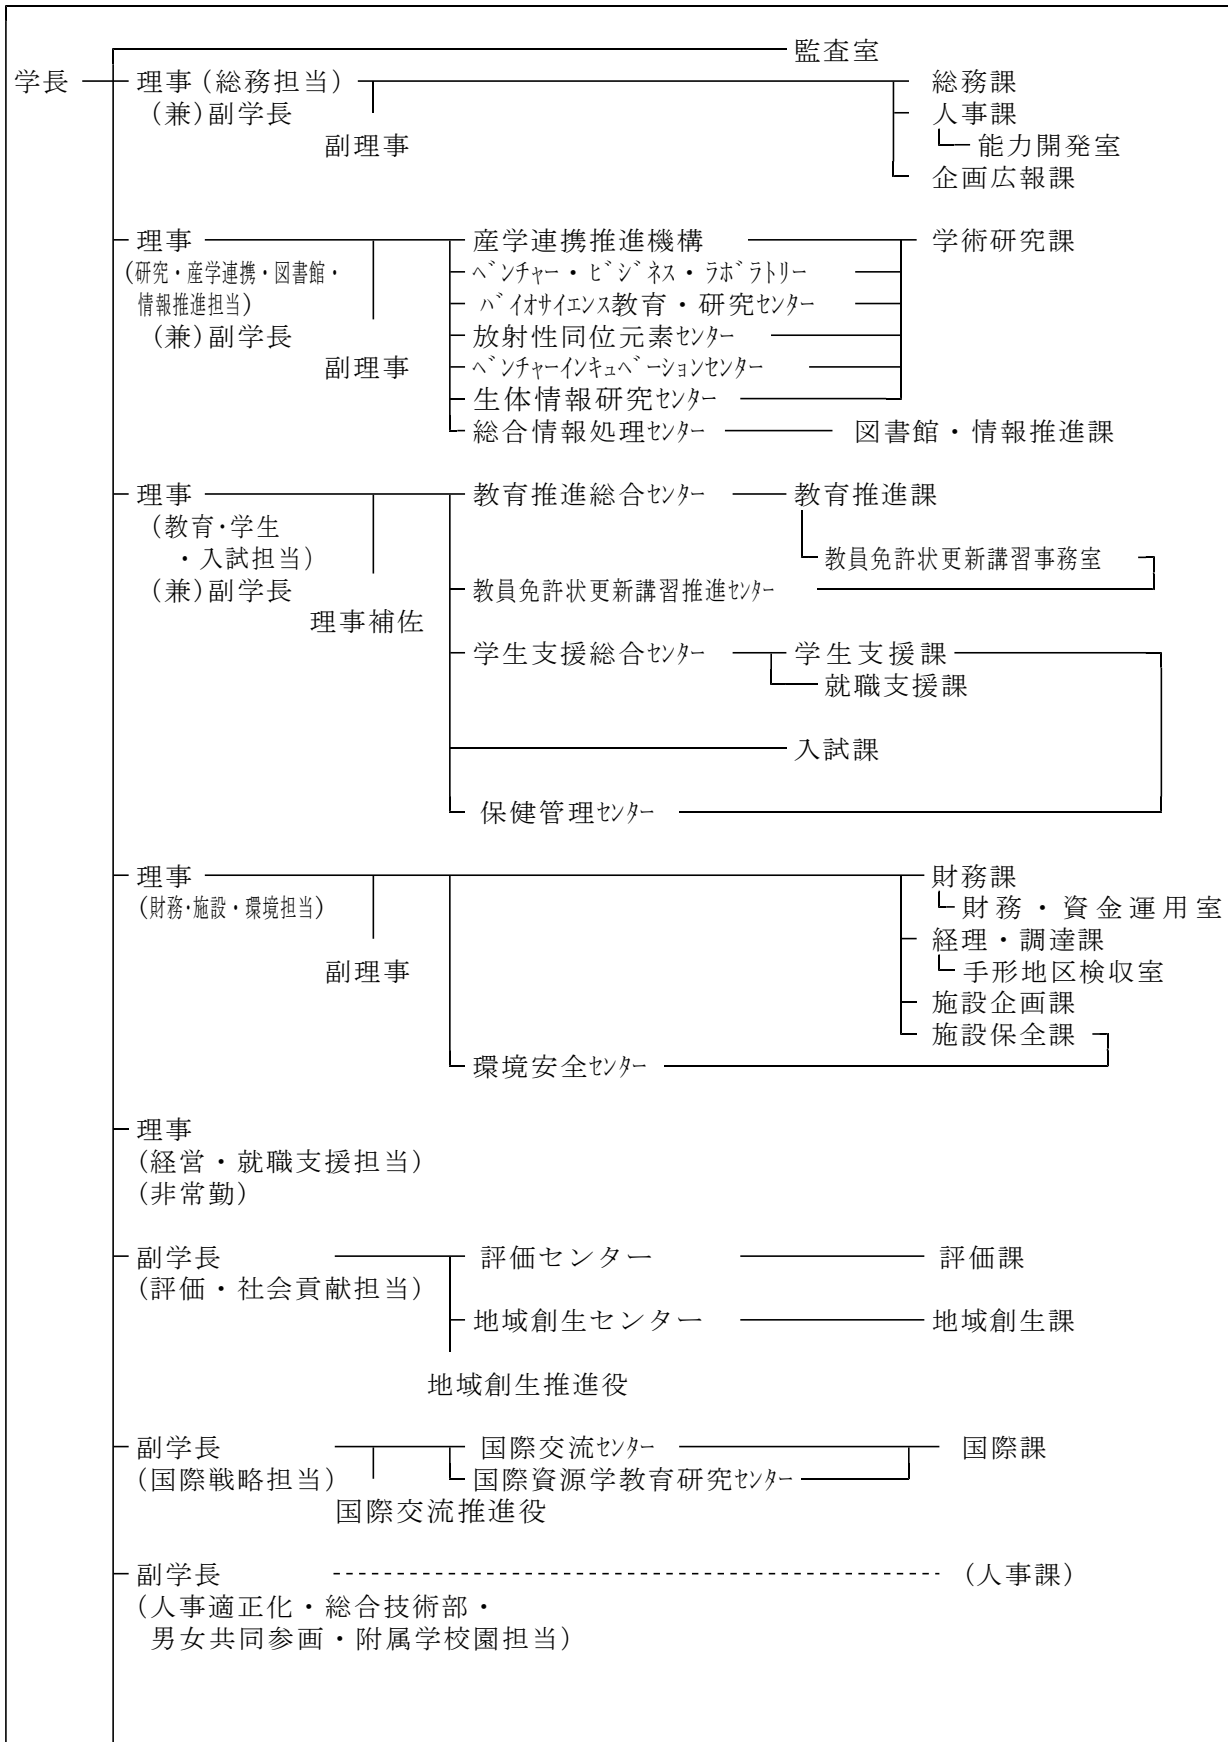 監査室
学長 理事(総務担当) 総務課
(兼)副学長 人事課
副理事 能力開発室
企画広報課
理事 産学連携推進機構 学術研究課
(研究・産学連携・図書館・ ベンチャー・ビジネス・ラボラトリー
情報推進担当) バイオサイエンス教育・研究センター
(兼)副学長 放射性同位元素センター
副理事 ベンチャーインキュベーションセンター
生体情報研究センター
総合情報処理センター 図書館・情報推進課
理事 教育推進総合センター 教育推進課
(教育・学生
・入試担当) 教員免許状更新講習事務室
(兼)副学長 教員免許状更新講習推進センター
理事補佐
学生支援総合センター 学生支援課
就職支援課
入試課
保健管理センター
理事 財務課
(財務・施設・環境担当) 財務・資金運用室
経理・調達課
副理事 手形地区検収室
施設企画課
施設保全課
環境安全センター
理事
(経営・就職支援担当)
(非常勤)
副学長 評価センター 評価課
(評価・社会貢献担当)
地域創生センター 地域創生課
地域創生推進役
副学長 国際交流センター 国際課
(国際戦略担当) 国際資源学教育研究センター
国際交流推進役
副学長 (人事課)
(人事適正化・総合技術部・
男女共同参画・附属学校園担当)